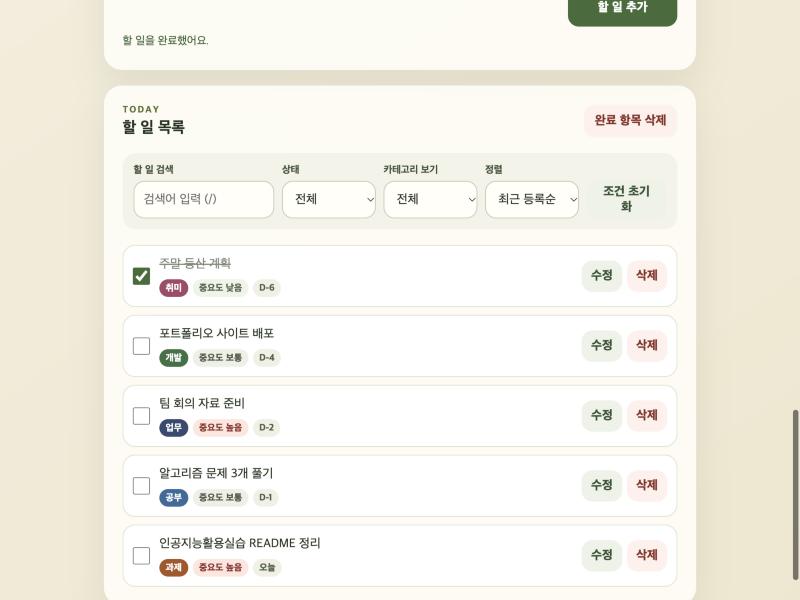 할 일 추가
할 일을 완료했어요.
TODAY
할 일 목록
완료 항목 삭제
할 일 검색 상태 카테고리 보기 정렬
검색어 입력 (/) 전체 전체 최근 등록순 조건 초기
화
주말 등산 계획
취미 중요도 낮음 D-6
수정 삭제
포트폴리오 사이트 배포
개발 중요도 보통 D-4
수정 삭제
팀 회의 자료 준비
업무 중요도 높음 D-2
수정 삭제
알고리즘 문제 3개 풀기
공부 중요도 보통 D-1
수정 삭제
인공지능활용실습 README 정리
과제 중요도 높음 오늘
수정 삭제